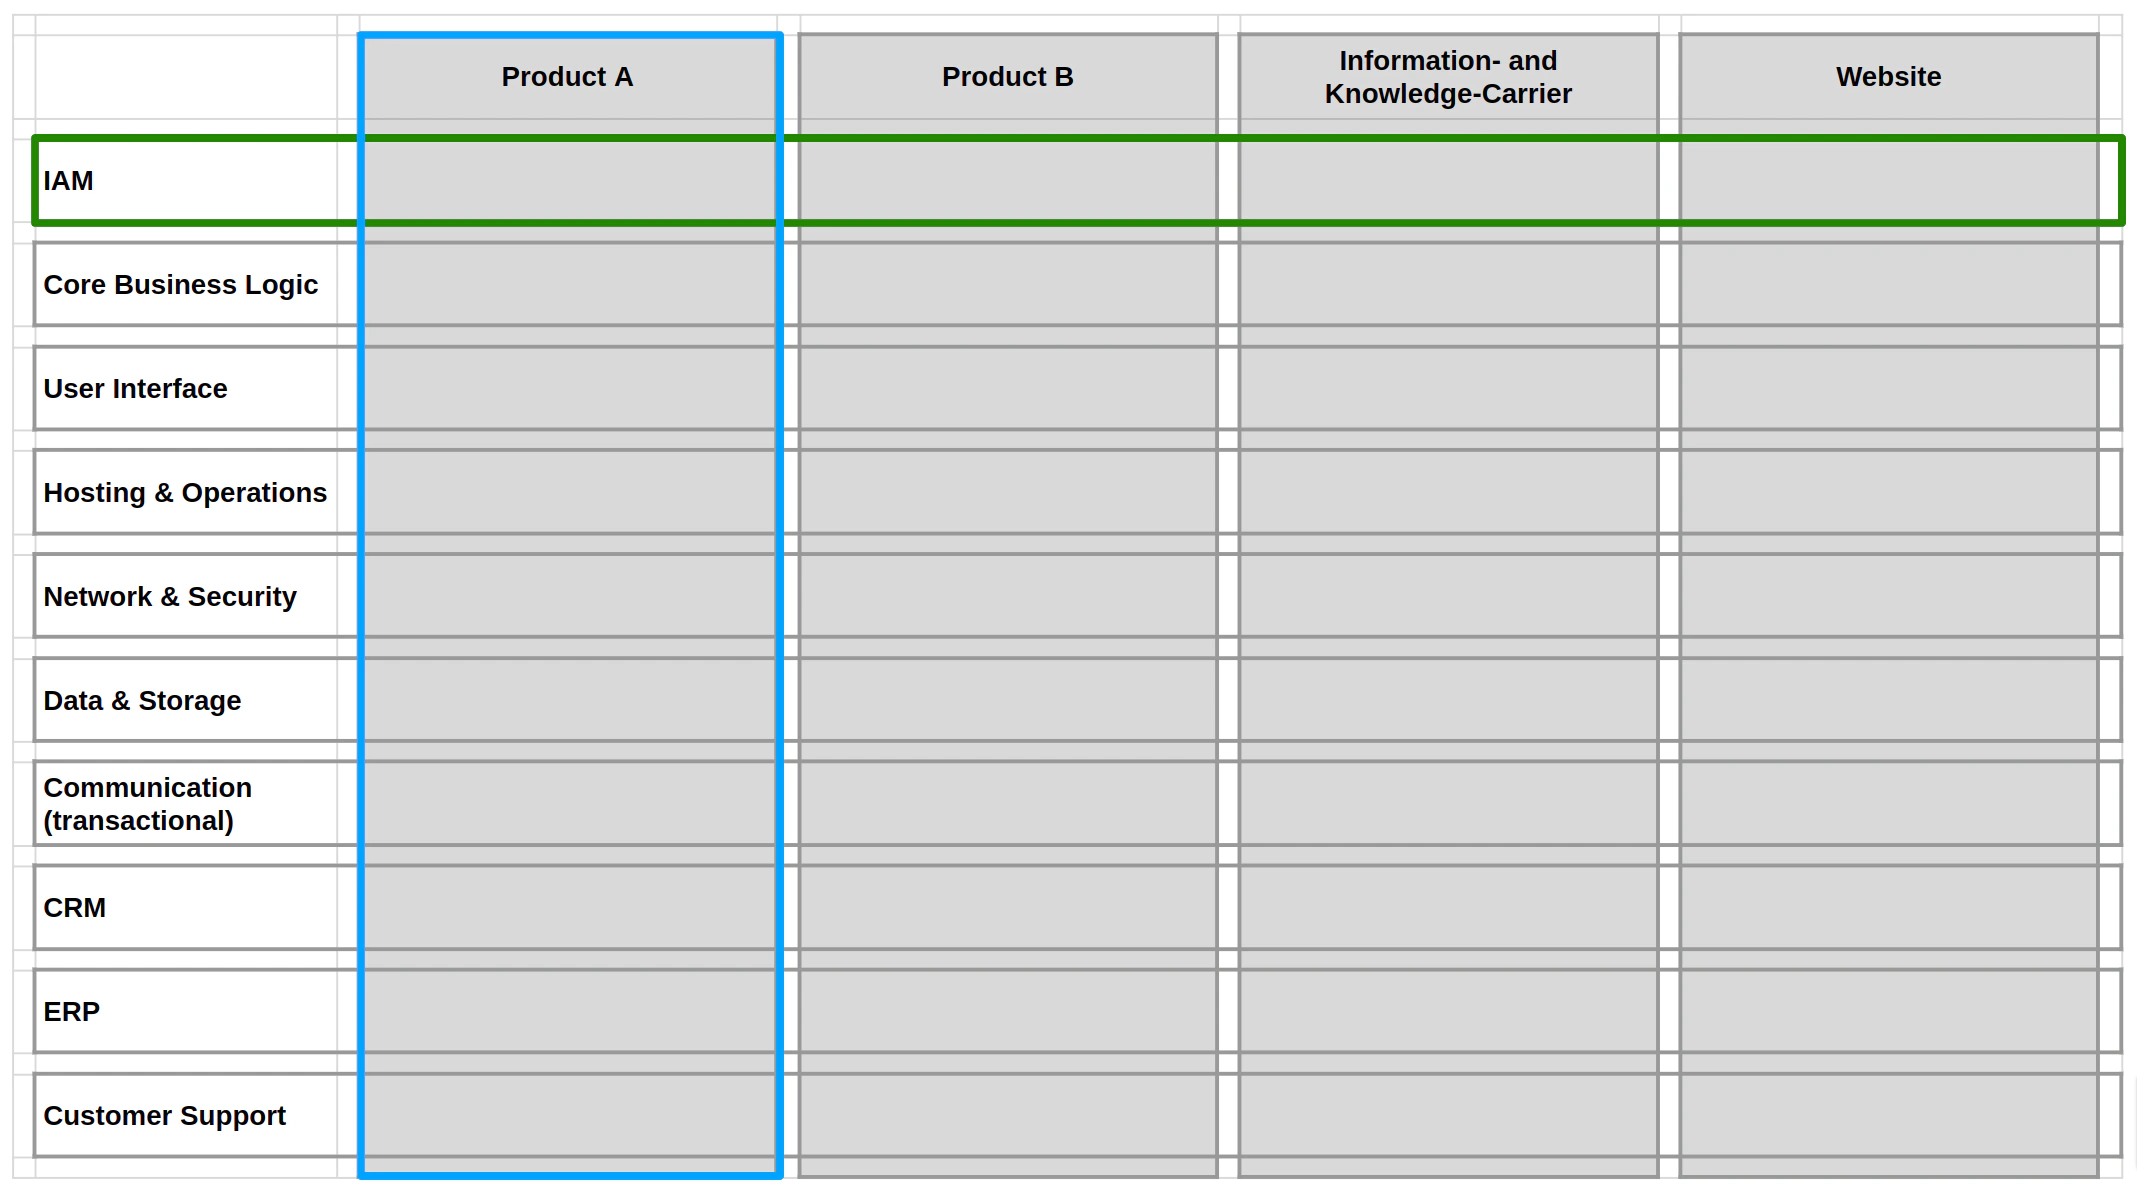 Product A
Product B
Information- and
Knowledge-Carrier
Website
IAM
Core Business Logic
User Interface
Hosting & Operations
Network & Security
Data & Storage
Communication
(transactional)
CRM
ERP
Customer Support